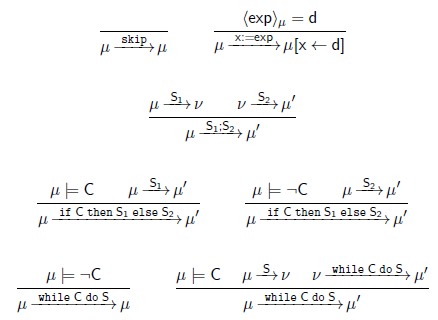 ⟨exp⟩μ = d
μ skip→ μ μ x:=exp→ μ[x ← d]
μ S₁→ ν ν S₂→ μ′
μ S₁;S₂→ μ′
μ ⊨ C μ S₁→ μ′ μ ⊨ ¬C μ S₂→ μ′
μ if C then S₁ else S₂→ μ′ μ if C then S₁ else S₂→ μ′
μ ⊨ ¬C μ ⊨ C μ S→ ν ν while C do S→ μ′
μ while C do S→ μ μ while C do S→ μ′